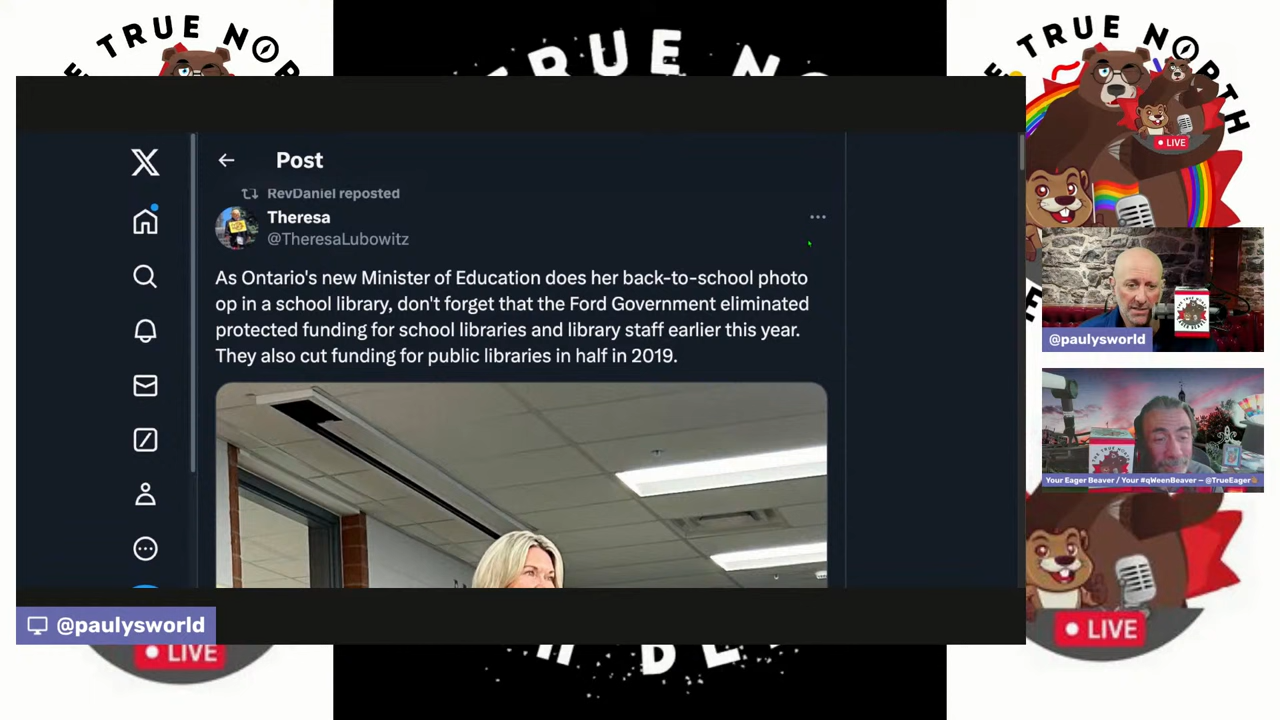 THE TRUE NORTH
TRUE NO
TRUE NORTH
LIVE
Post
RevDaniel reposted
Theresa
@TheresaLubowitz
As Ontario's new Minister of Education does her back-to-school photo
op in a school library, don't forget that the Ford Government eliminated
protected funding for school libraries and library staff earlier this year.
They also cut funding for public libraries in half in 2019.
@paulysworld
Your Eager Beaver / Your #qWeenBeaver — @TrueEager
@paulysworld
LIVE
LIVE